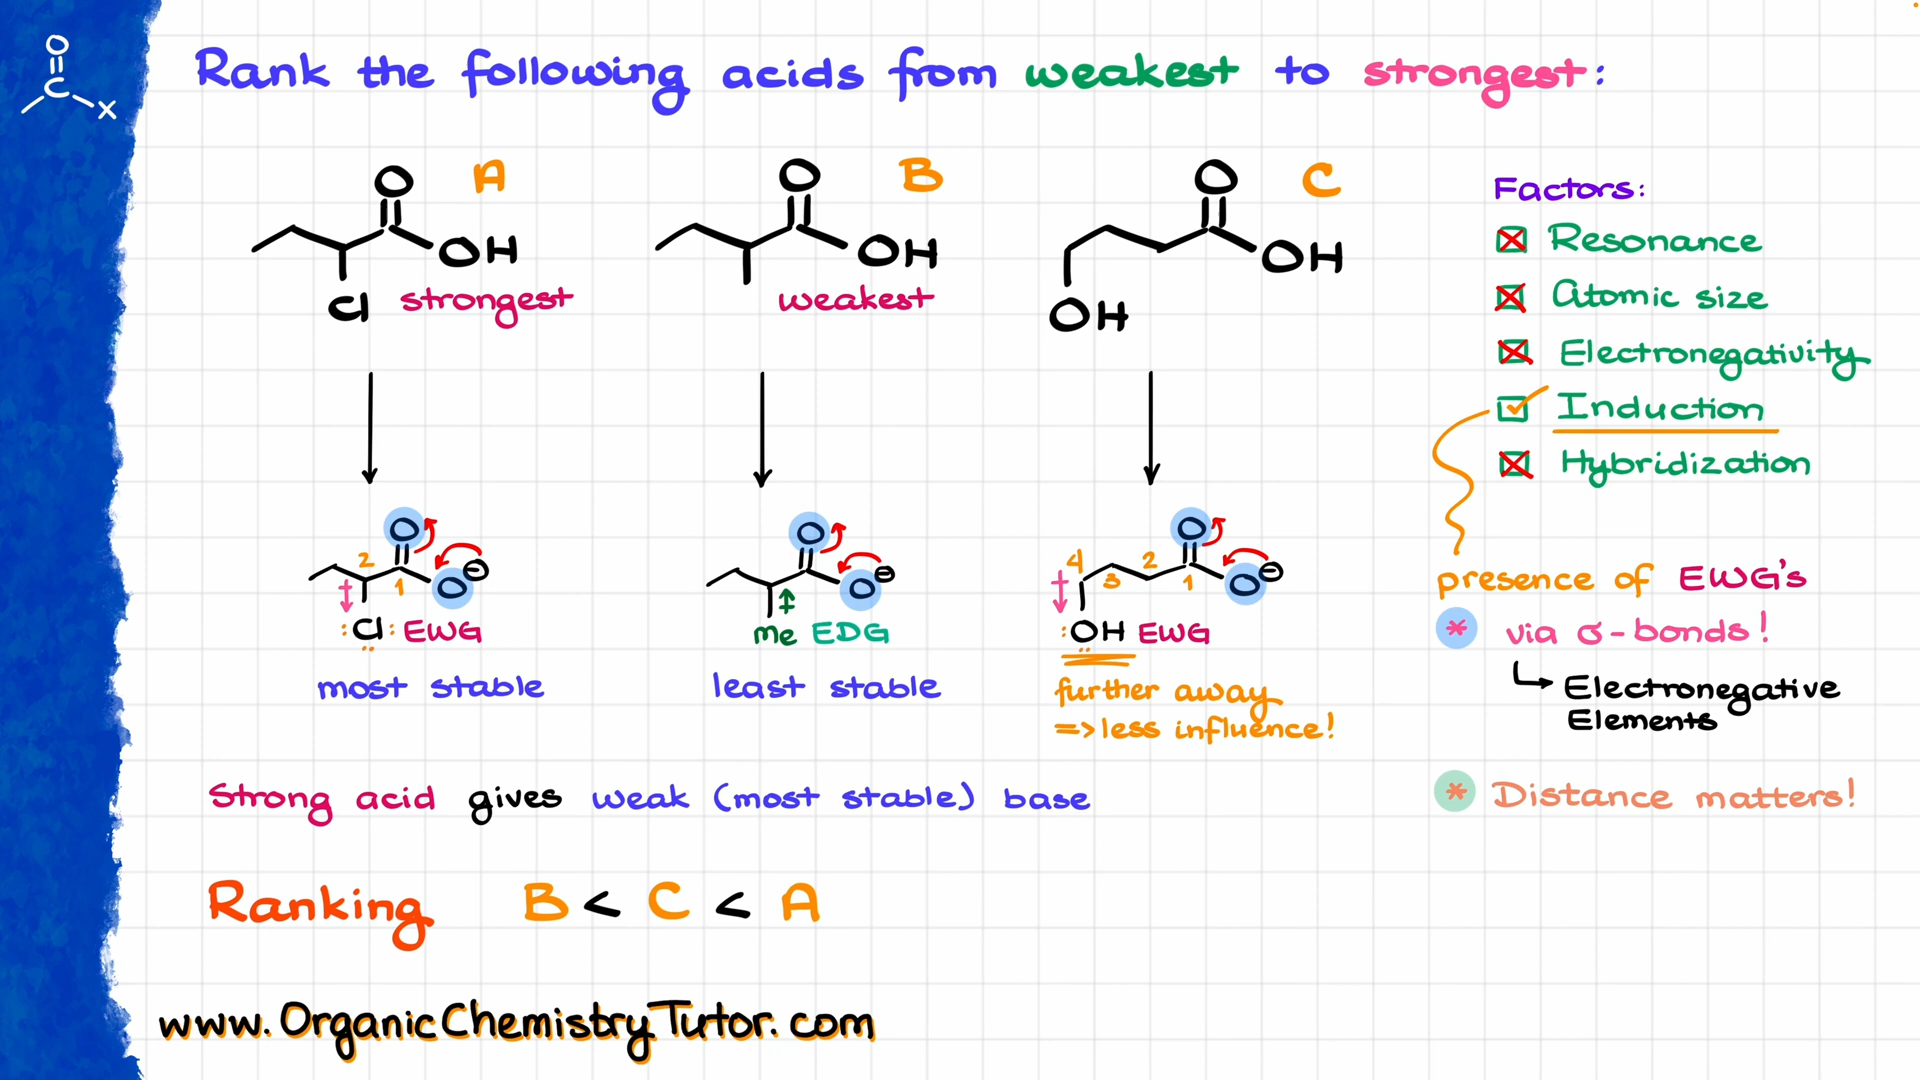 O
C
X
Rank the following acids from weakest to strongest:
O A
OH
Cl strongest
O B
OH
weakest
O C
OH
OH
Factors:
Resonance
Atomic size
Electronegativity
Induction
Hybridization
O
2
1 O ⊖
:Cl: EWG
most stable
O
O ⊖
Me EDG
least stable
O
4 3 2 1 O ⊖
:OH EWG
further away
=> less influence!
presence of EWG's
* via σ-bonds!
Electronegative
Elements
* Distance matters!
Strong acid gives weak (most stable) base
Ranking B < C < A
www.OrganicChemistryTutor.com